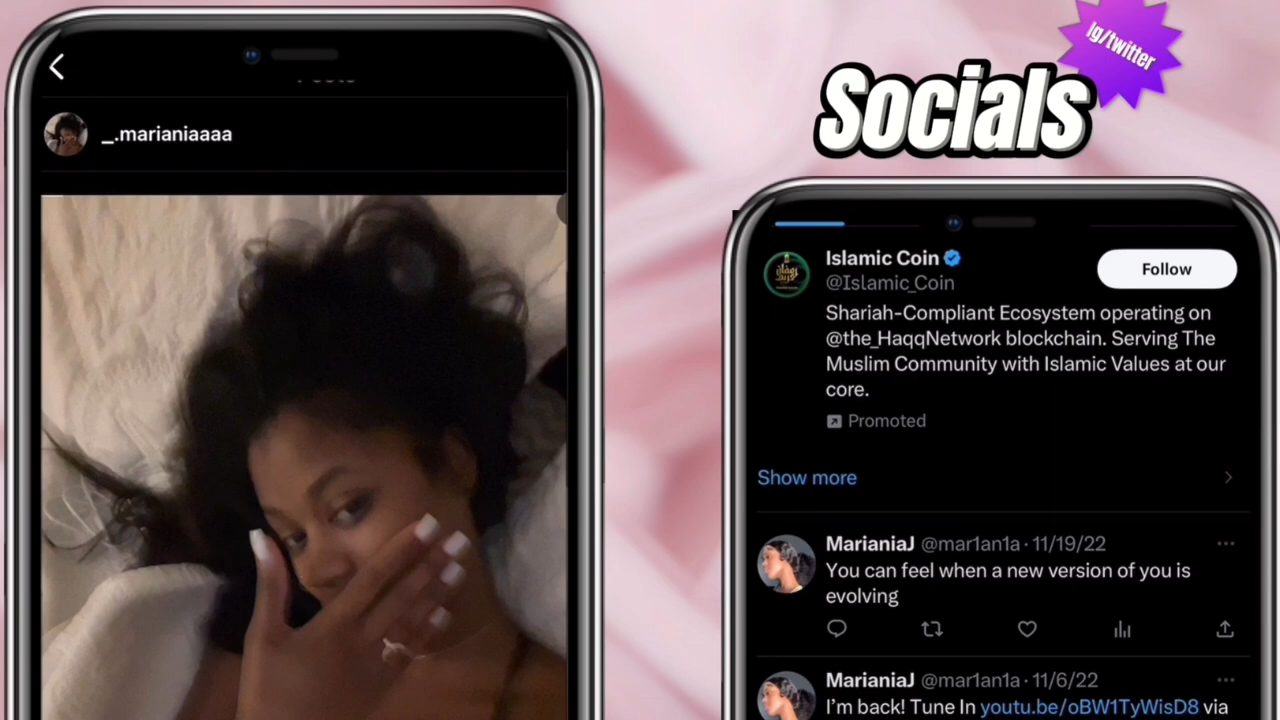 _.marianiaaaa
Socials
Ig/twitter
Islamic Coin
@Islamic_Coin
Follow
Shariah-Compliant Ecosystem operating on
@the_HaqqNetwork blockchain. Serving The
Muslim Community with Islamic Values at our
core.
Promoted
Show more
MarianiaJ @mar1an1a · 11/19/22
You can feel when a new version of you is
evolving
MarianiaJ @mar1an1a · 11/6/22
I'm back! Tune In youtu.be/oBW1TyWisD8 via